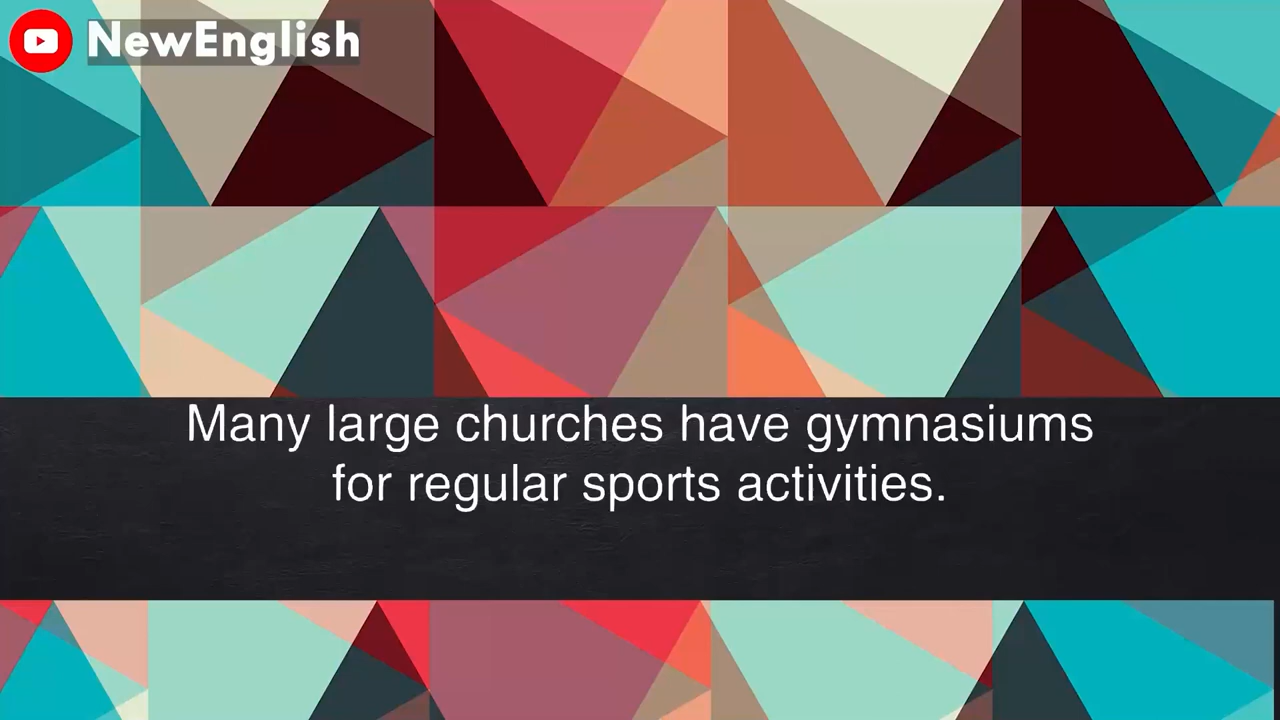 NewEnglish
Many large churches have gymnasiums
for regular sports activities.